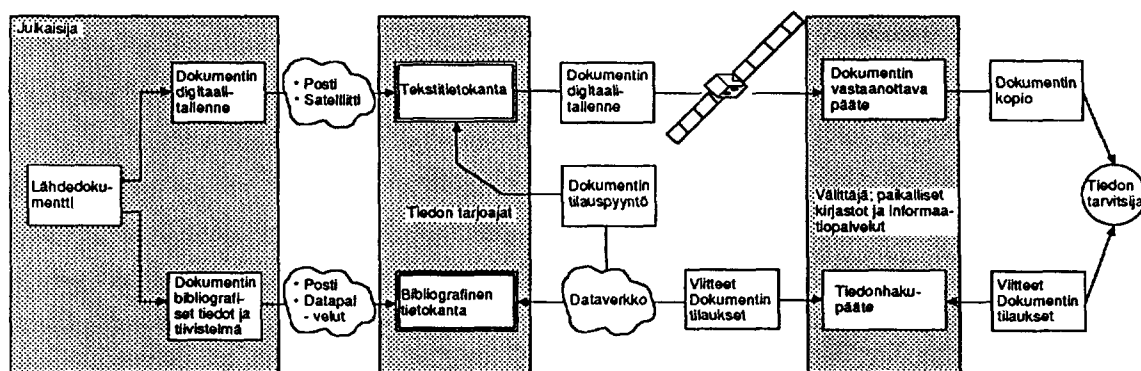 Julkaisija
Lähdedoku-
mentti
Dokumentin
digitaali-
tallenne
Dokumentin
bibliografi-
set tiedot ja
tiivistelmä
• Posti
• Satelliitti
• Posti
• Datapal
- velut
Tekstitietokanta
Tiedon tarjoajat
Bibliografinen
tietokanta
Dokumentin
digitaali-
tallenne
Dokumentin
tilauspyyntö
Dataverkko
Viitteet
Dokumentin
tilaukset
Dokumentin
vastaanottava
pääte
Välittäjä; paikalliset
kirjastot ja informaa-
tiopalvelut
Tiedonhaku-
pääte
Dokumentin
kopio
Tiedon
tarvitsija
Viitteet
Dokumentin
tilaukset